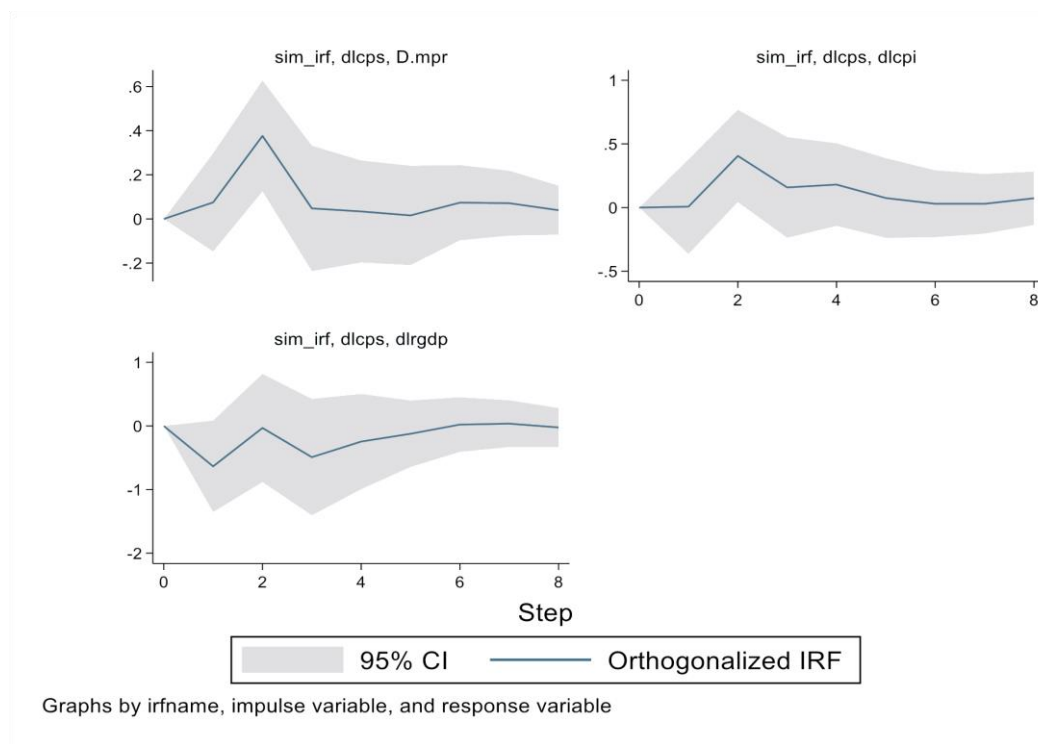 sim_irf, dlcps, D.mpr
.6
.4
.2
0
-.2
sim_irf, dlcps, dlcpi
1
.5
0
-.5
0 2 4 6 8
sim_irf, dlcps, dlrgdp
1
0
-1
-2
0 2 4 6 8
Step
95% CI Orthogonalized IRF
Graphs by irfname, impulse variable, and response variable